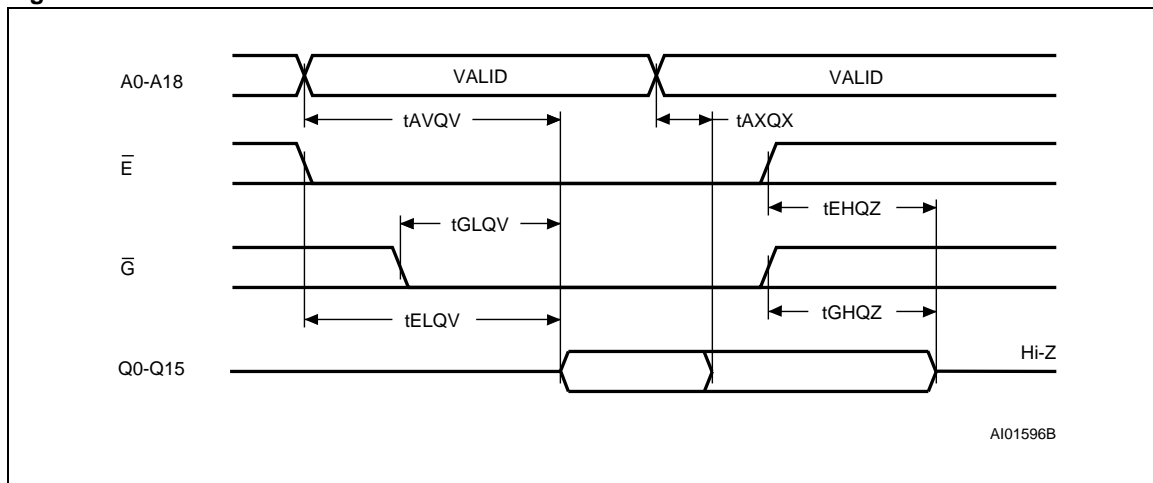 A0-A18
VALID
VALID
tAVQV
tAXQX
E̅
tEHQZ
tGLQV
G̅
tGHQZ
tELQV
Q0-Q15
Hi-Z
AI01596B